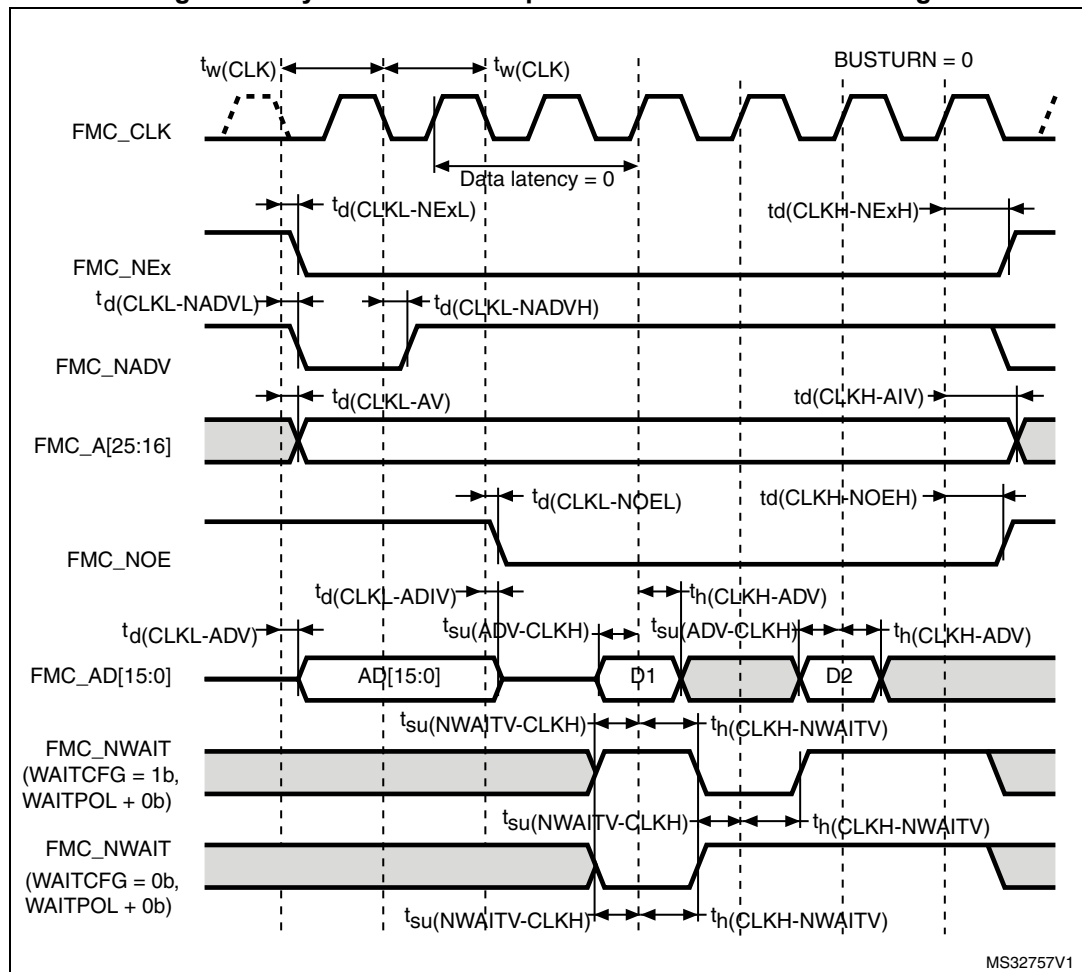 tw(CLK)
tw(CLK)
BUSTURN = 0
FMC_CLK
Data latency = 0
td(CLKL-NExL)
td(CLKH-NExH)
FMC_NEx
td(CLKL-NADVL)
td(CLKL-NADVH)
FMC_NADV
td(CLKL-AV)
td(CLKH-AIV)
FMC_A[25:16]
td(CLKL-NOEL)
td(CLKH-NOEH)
FMC_NOE
td(CLKL-ADIV)
th(CLKH-ADV)
td(CLKL-ADV)
tsu(ADV-CLKH)
tsu(ADV-CLKH)
th(CLKH-ADV)
FMC_AD[15:0]
AD[15:0]
D1
D2
tsu(NWAITV-CLKH)
th(CLKH-NWAITV)
FMC_NWAIT
(WAITCFG = 1b,
WAITPOL + 0b)
tsu(NWAITV-CLKH)
th(CLKH-NWAITV)
FMC_NWAIT
(WAITCFG = 0b,
WAITPOL + 0b)
tsu(NWAITV-CLKH)
th(CLKH-NWAITV)
MS32757V1